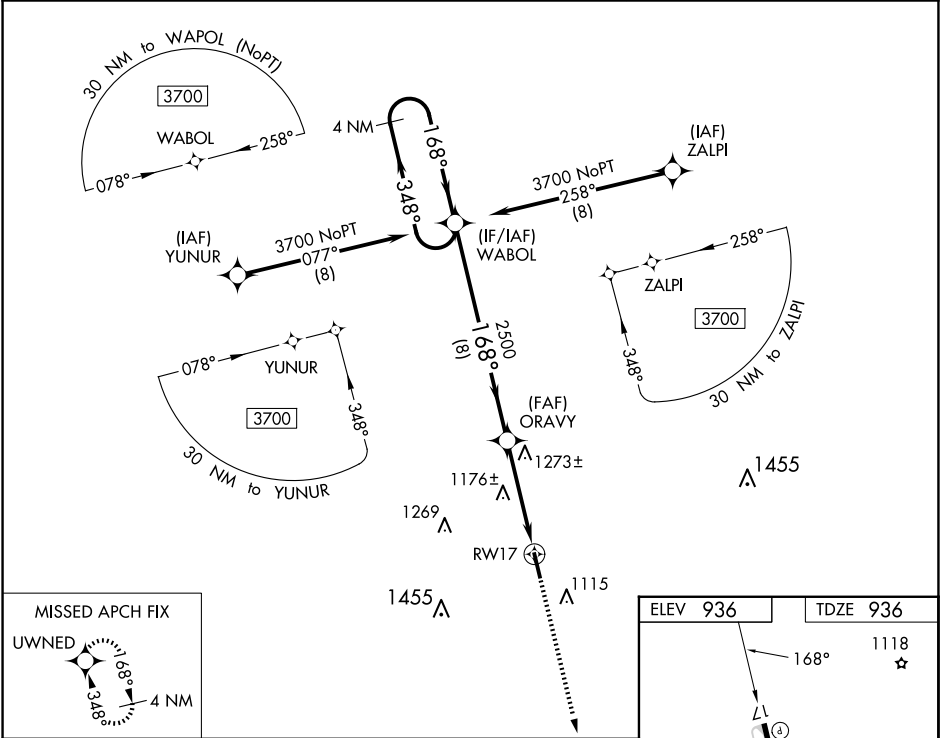 30 NM to WAPOL (NoPT)
3700
WABOL
078°
258°
4 NM
168°
348°
(IAF)
ZALPI
3700 NoPT
258°
(8)
(IAF)
YUNUR
3700 NoPT
077°
(8)
(IF/IAF)
WABOL
258°
ZALPI
3700
348°
30 NM to ZALPI
2500
168°
(8)
078°
YUNUR
3700
348°
30 NM to YUNUR
(FAF)
ORAVY
1273±
1176±
1455
1269
RW17
1115
1455
MISSED APCH FIX
UWNED
168°
348°
4 NM
ELEV 936
TDZE 936
1118
168°
17
P